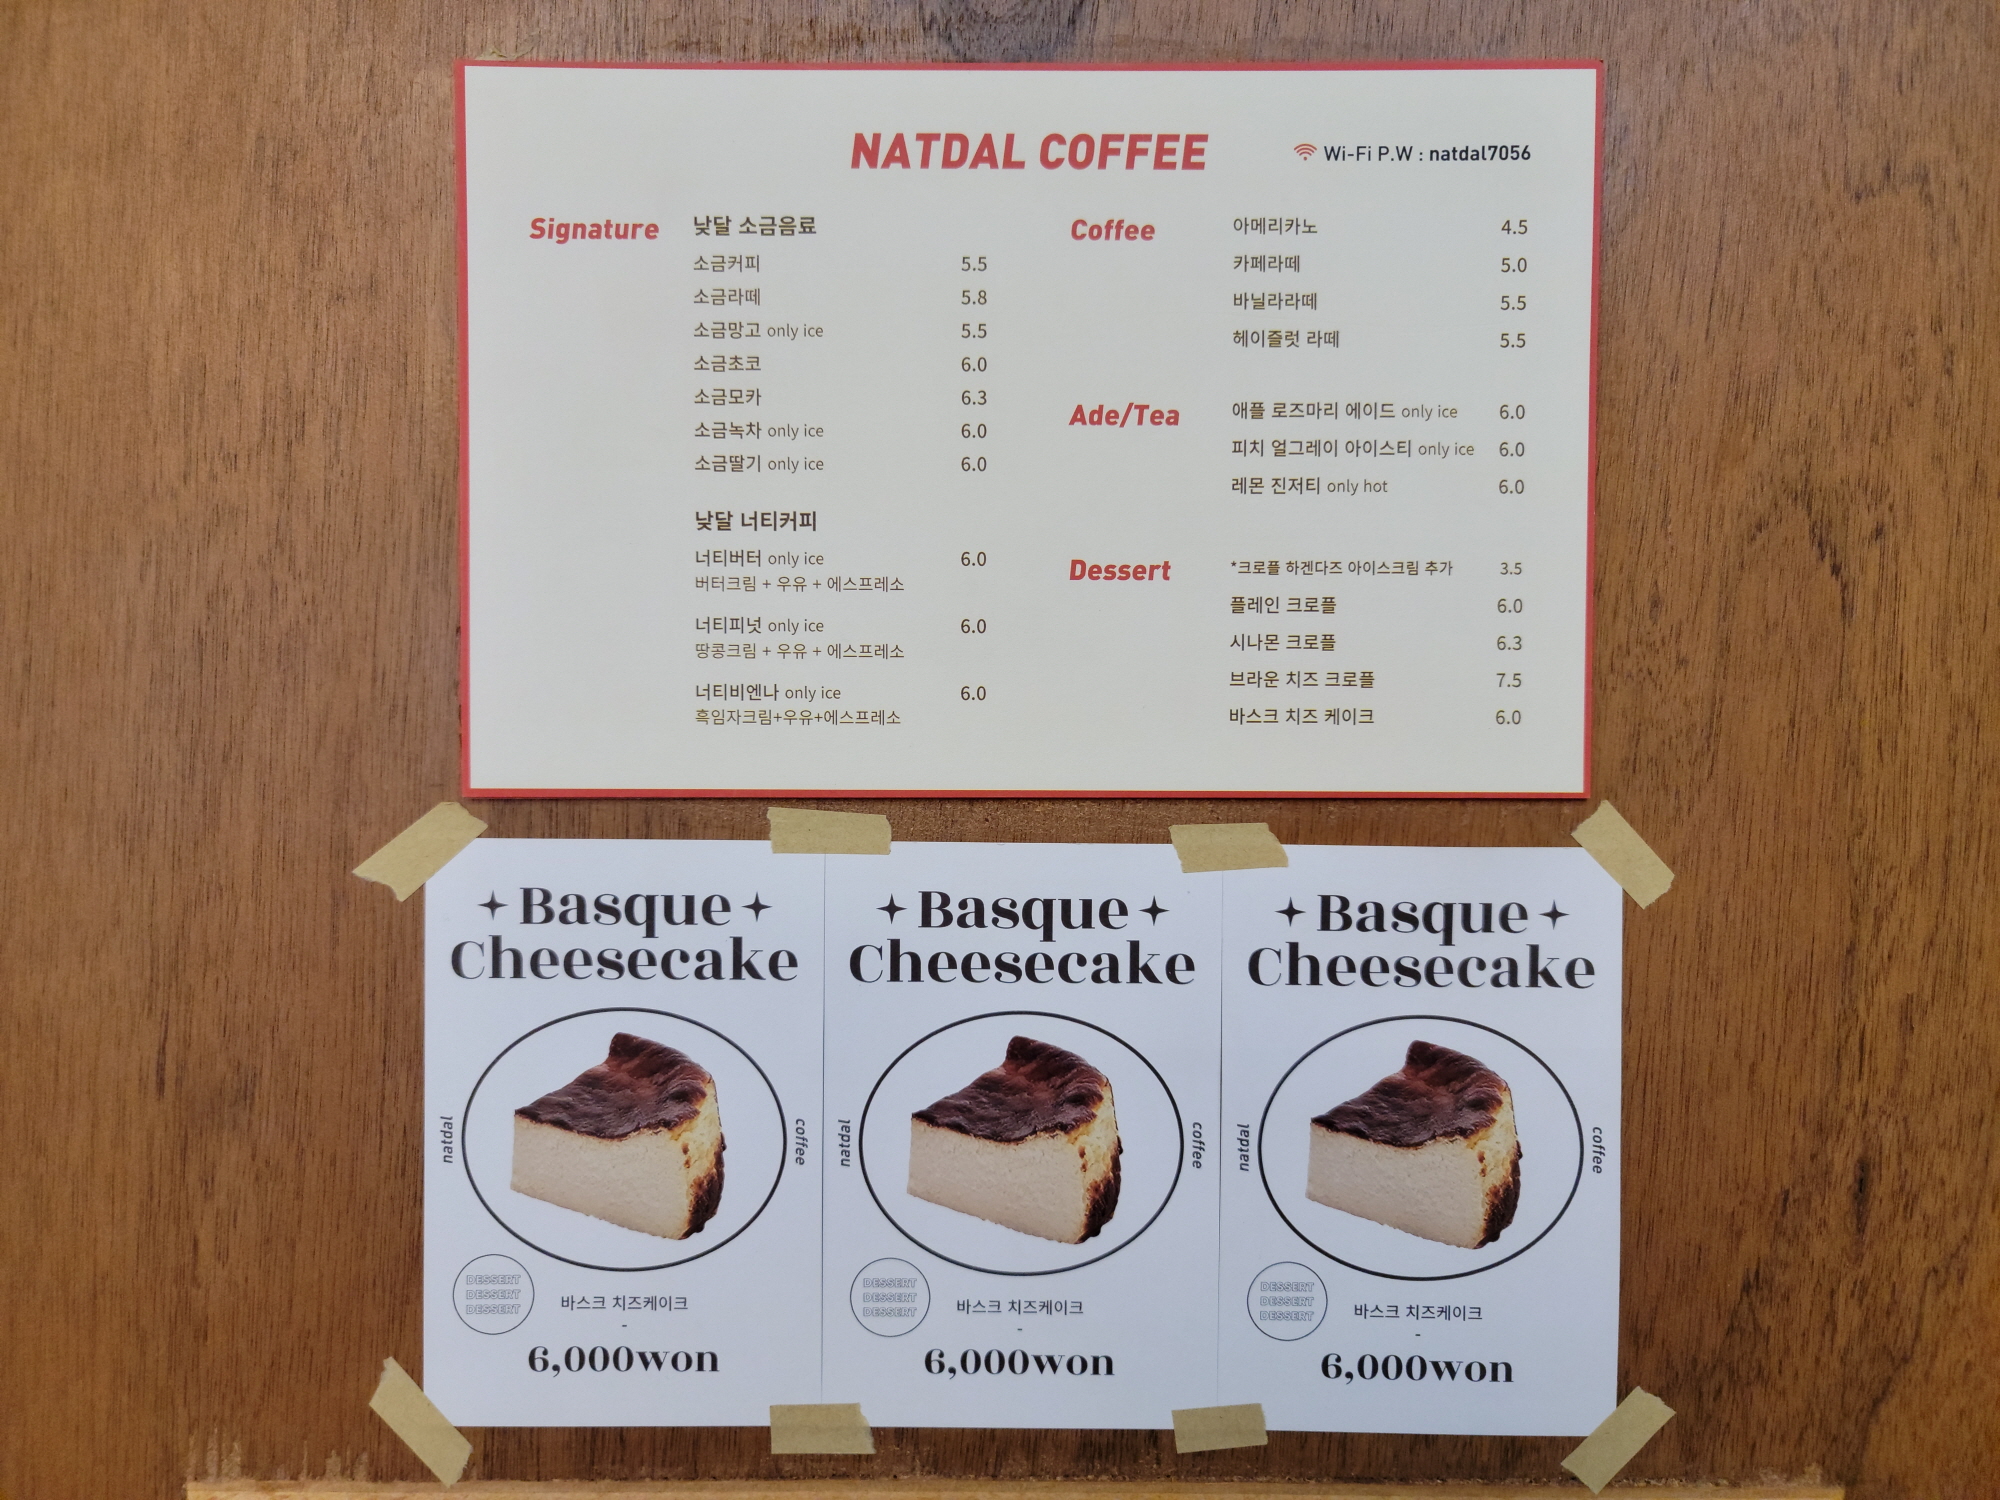 NATDAL COFFEE
Wi-Fi P.W : natdal7056
Signature
낮달 소금음료
소금커피 5.5
소금라떼 5.8
소금망고 only ice 5.5
소금초코 6.0
소금모카 6.3
소금녹차 only ice 6.0
소금딸기 only ice 6.0
낮달 너티커피
너티버터 only ice 6.0
버터크림 + 우유 + 에스프레소
너티피넛 only ice 6.0
땅콩크림 + 우유 + 에스프레소
너티비엔나 only ice 6.0
흑임자크림+우유+에스프레소
Coffee
아메리카노 4.5
카페라떼 5.0
바닐라라떼 5.5
헤이즐럿 라떼 5.5
Ade/Tea
애플 로즈마리 에이드 only ice 6.0
피치 얼그레이 아이스티 only ice 6.0
레몬 진저티 only hot 6.0
Dessert
*크로플 하겐다즈 아이스크림 추가 3.5
플레인 크로플 6.0
시나몬 크로플 6.3
브라운 치즈 크로플 7.5
바스크 치즈 케이크 6.0
Basque
Cheesecake
natdal
coffee
DESSERT
DESSERT
DESSERT
바스크 치즈케이크
-
6,000won
Basque
Cheesecake
natdal
coffee
DESSERT
DESSERT
DESSERT
바스크 치즈케이크
-
6,000won
Basque
Cheesecake
natdal
coffee
DESSERT
DESSERT
DESSERT
바스크 치즈케이크
-
6,000won